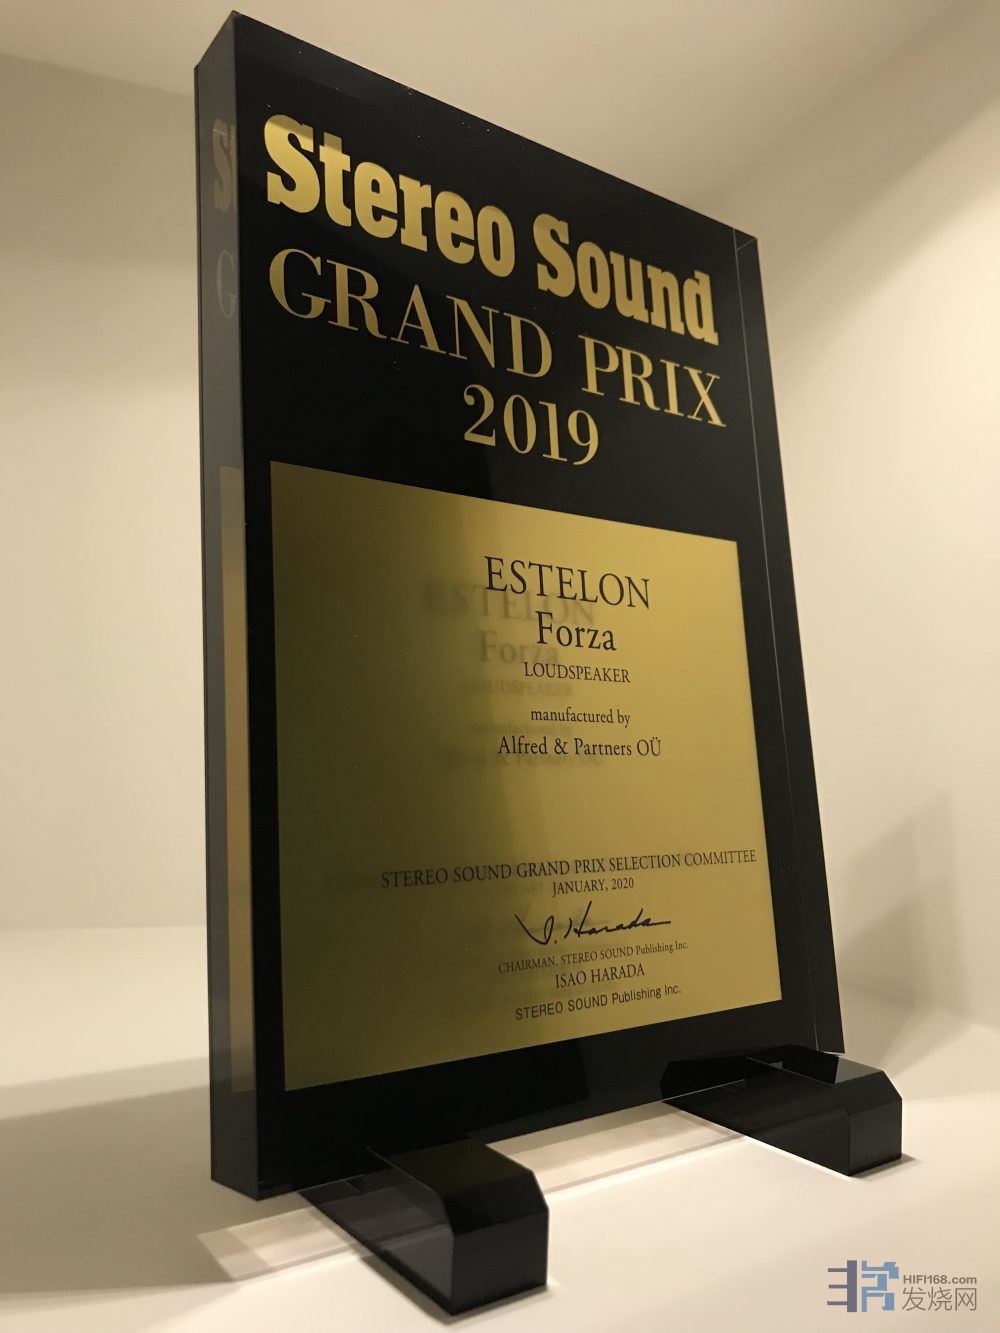 Stereo Sound
GRAND PRIX
2019
ESTELON
Forza
LOUDSPEAKER
manufactured by
Alfred & Partners OÜ
STEREO SOUND GRAND PRIX SELECTION COMMITTEE
JANUARY, 2020
I. Harada
CHAIRMAN, STEREO SOUND Publishing Inc.
ISAO HARADA
STEREO SOUND Publishing Inc.
HIFI168.com
发烧网